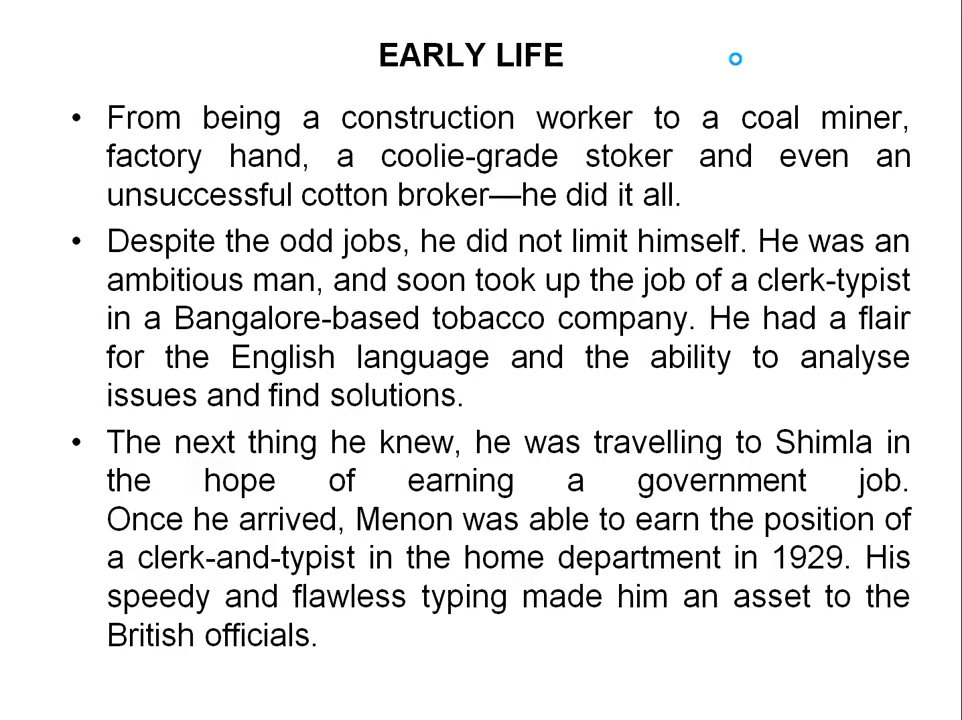 EARLY LIFE
• From being a construction worker to a coal miner,
factory hand, a coolie-grade stoker and even an
unsuccessful cotton broker—he did it all.
• Despite the odd jobs, he did not limit himself. He was an
ambitious man, and soon took up the job of a clerk-typist
in a Bangalore-based tobacco company. He had a flair
for the English language and the ability to analyse
issues and find solutions.
• The next thing he knew, he was travelling to Shimla in
the hope of earning a government job.
Once he arrived, Menon was able to earn the position of
a clerk-and-typist in the home department in 1929. His
speedy and flawless typing made him an asset to the
British officials.